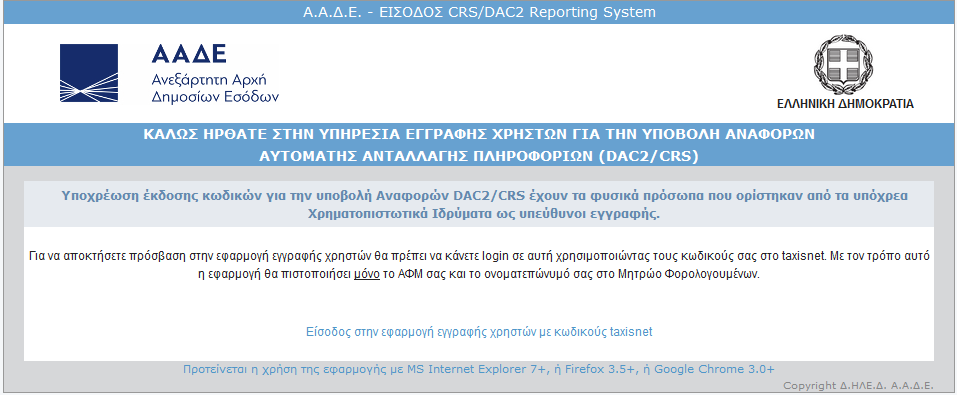 Α.Α.Δ.Ε. - ΕΙΣΟΔΟΣ CRS/DAC2 Reporting System
ΑΑΔΕ
Ανεξάρτητη Αρχή
Δημοσίων Εσόδων
ΕΛΛΗΝΙΚΗ ΔΗΜΟΚΡΑΤΙΑ
ΚΑΛΩΣ ΗΡΘΑΤΕ ΣΤΗΝ ΥΠΗΡΕΣΙΑ ΕΓΓΡΑΦΗΣ ΧΡΗΣΤΩΝ ΓΙΑ ΤΗΝ ΥΠΟΒΟΛΗ ΑΝΑΦΟΡΩΝ
ΑΥΤΟΜΑΤΗΣ ΑΝΤΑΛΛΑΓΗΣ ΠΛΗΡΟΦΟΡΙΩΝ (DAC2/CRS)
Υποχρέωση έκδοσης κωδικών για την υποβολή Αναφορών DAC2/CRS έχουν τα φυσικά πρόσωπα που ορίστηκαν από τα υπόχρεα
Χρηματοπιστωτικά Ιδρύματα ως υπεύθυνοι εγγραφής.
Για να αποκτήσετε πρόσβαση στην εφαρμογή εγγραφής χρηστών θα πρέπει να κάνετε login σε αυτή χρησιμοποιώντας τους κωδικούς σας στο taxisnet. Με τον τρόπο αυτό
η εφαρμογή θα πιστοποιήσει μόνο το ΑΦΜ σας και το ονοματεπώνυμό σας στο Μητρώο Φορολογουμένων.
Είσοδος στην εφαρμογή εγγραφής χρηστών με κωδικούς taxisnet
Προτείνεται η χρήση της εφαρμογής με MS Internet Explorer 7+, ή Firefox 3.5+, ή Google Chrome 3.0+
Copyright Δ.ΗΛΕ.Δ. Α.Α.Δ.Ε.